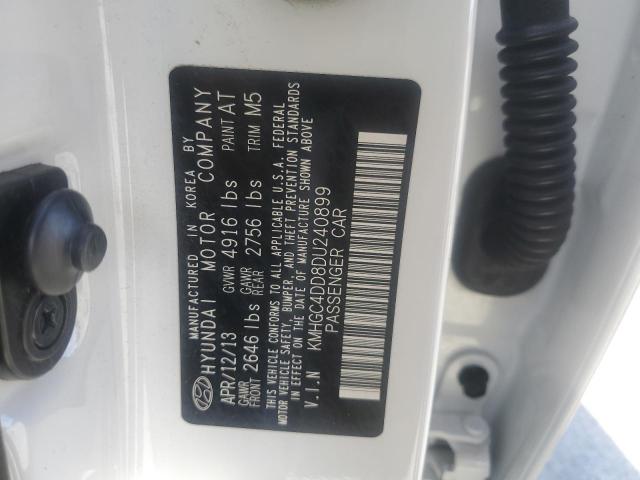 MANUFACTURED IN KOREA BY
HYUNDAI MOTOR COMPANY
APR/12/13 GVWR 4916 lbs PAINT AT
GAWR FRONT 2646 lbs GAWR REAR 2756 lbs TRIM M5
THIS VEHICLE CONFORMS TO ALL APPLICABLE U.S.A. FEDERAL
MOTOR VEHICLE SAFETY, BUMPER, AND THEFT PREVENTION STANDARDS
IN EFFECT ON THE DATE OF MANUFACTURE SHOWN ABOVE
V.I.N KMHGC4DD8DU240899
PASSENGER CAR